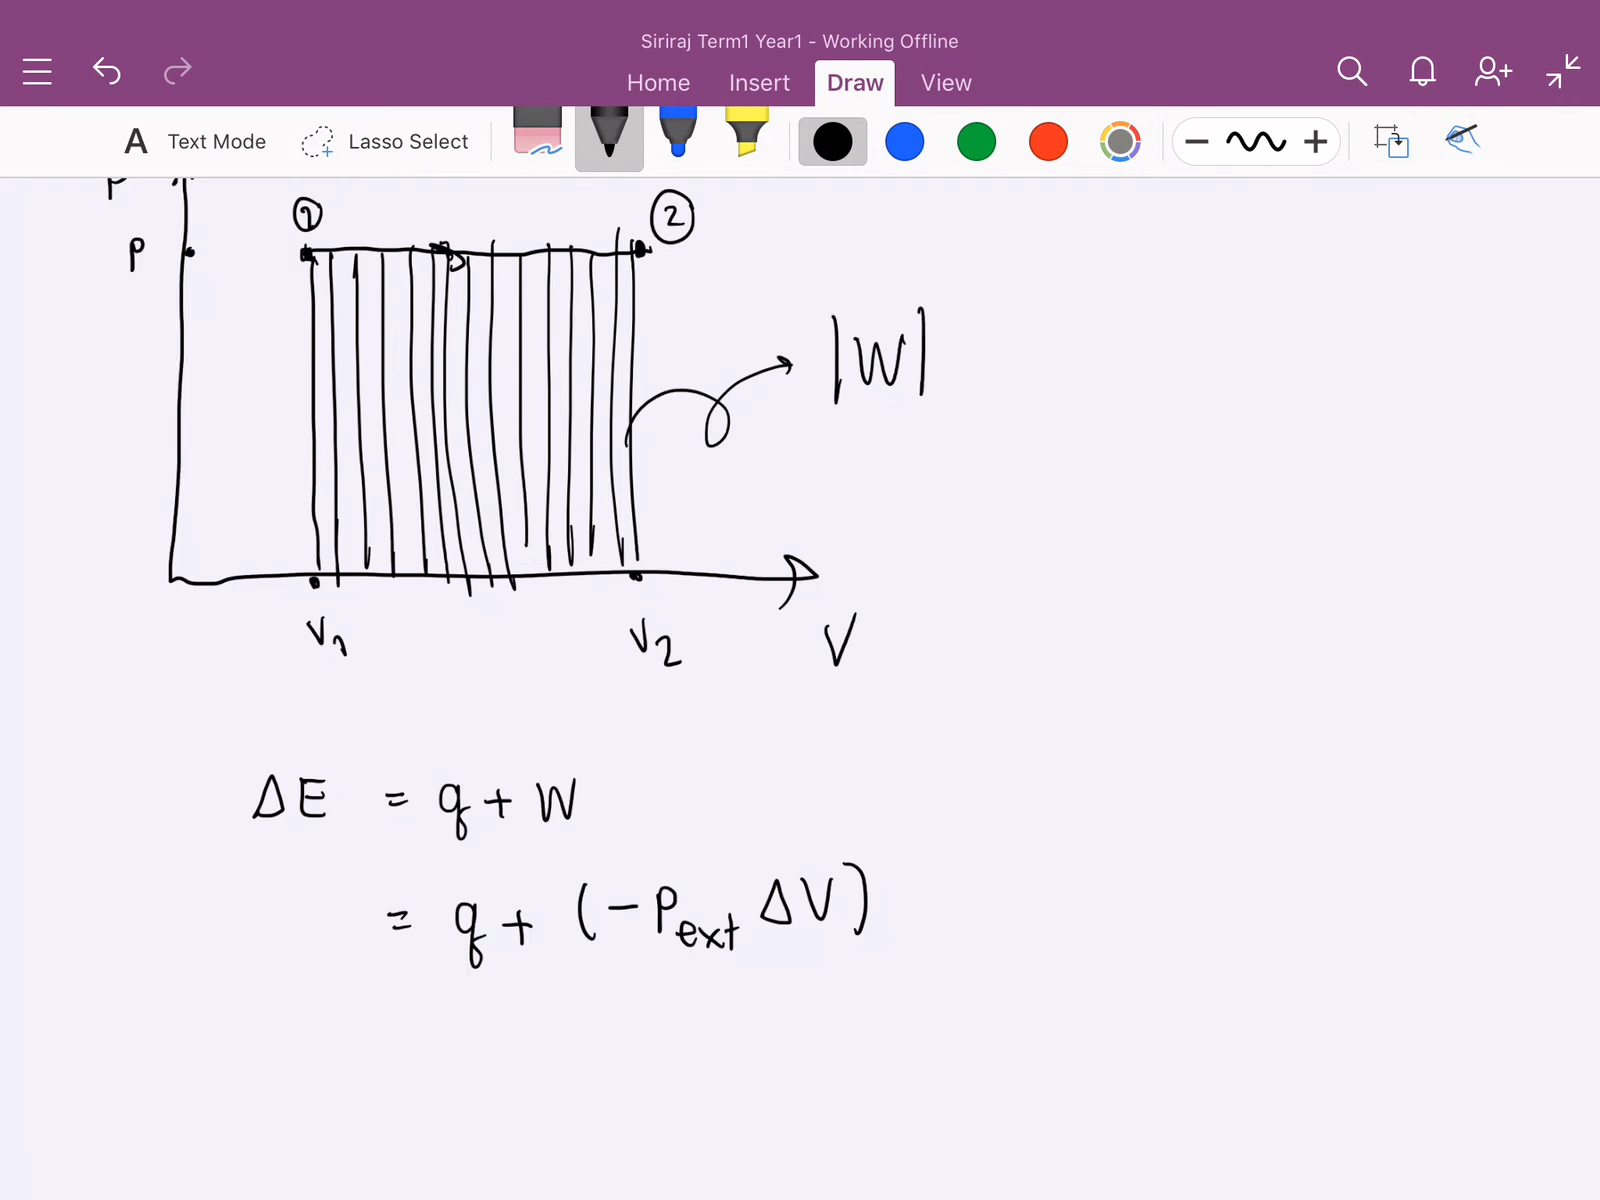 Siriraj Term1 Year1 - Working Offline
Home Insert Draw View
A Text Mode Lasso Select
P
1 2
P
|W|
V1 V2 V
ΔE = q + W
= q + (-Pext ΔV)